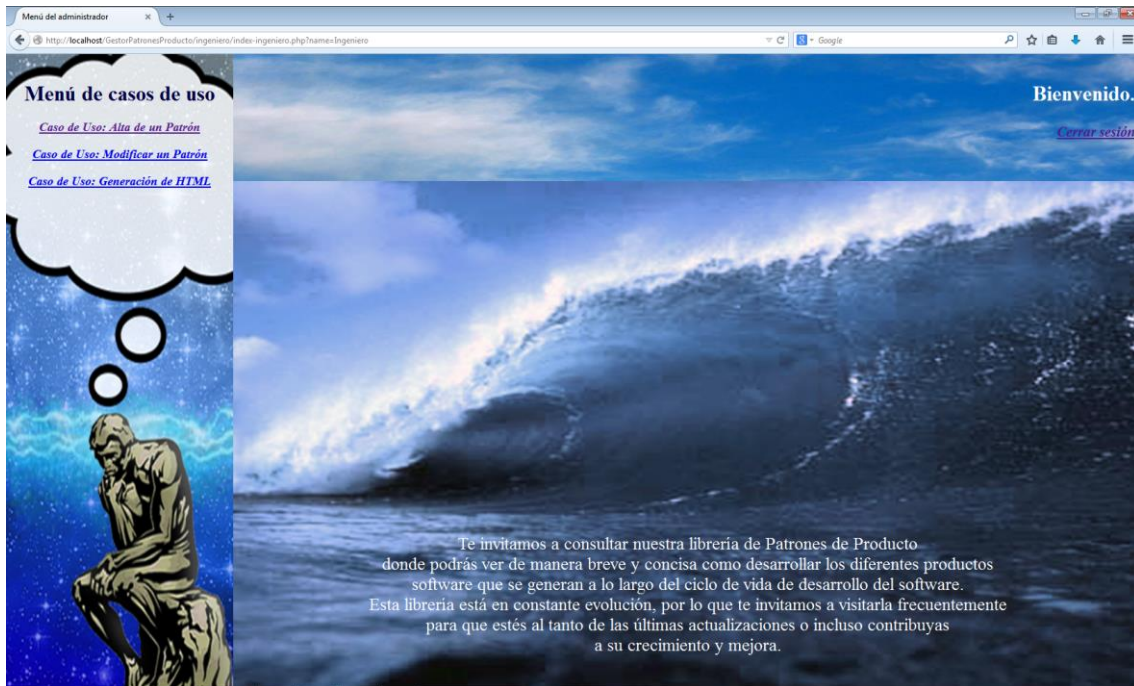 Menú del administrador
http://localhost/GestorPatronesProducto/ingeniero/index-ingeniero.php?name=Ingeniero
Google
Menú de casos de uso
Caso de Uso: Alta de un Patrón
Caso de Uso: Modificar un Patrón
Caso de Uso: Generación de HTML
Bienvenido.
Cerrar sesión
Te invitamos a consultar nuestra librería de Patrones de Producto
donde podrás ver de manera breve y concisa como desarrollar los diferentes productos
software que se generan a lo largo del ciclo de vida de desarrollo del software.
Esta libreria está en constante evolución, por lo que te invitamos a visitarla frecuentemente
para que estés al tanto de las últimas actualizaciones o incluso contribuyas
a su crecimiento y mejora.